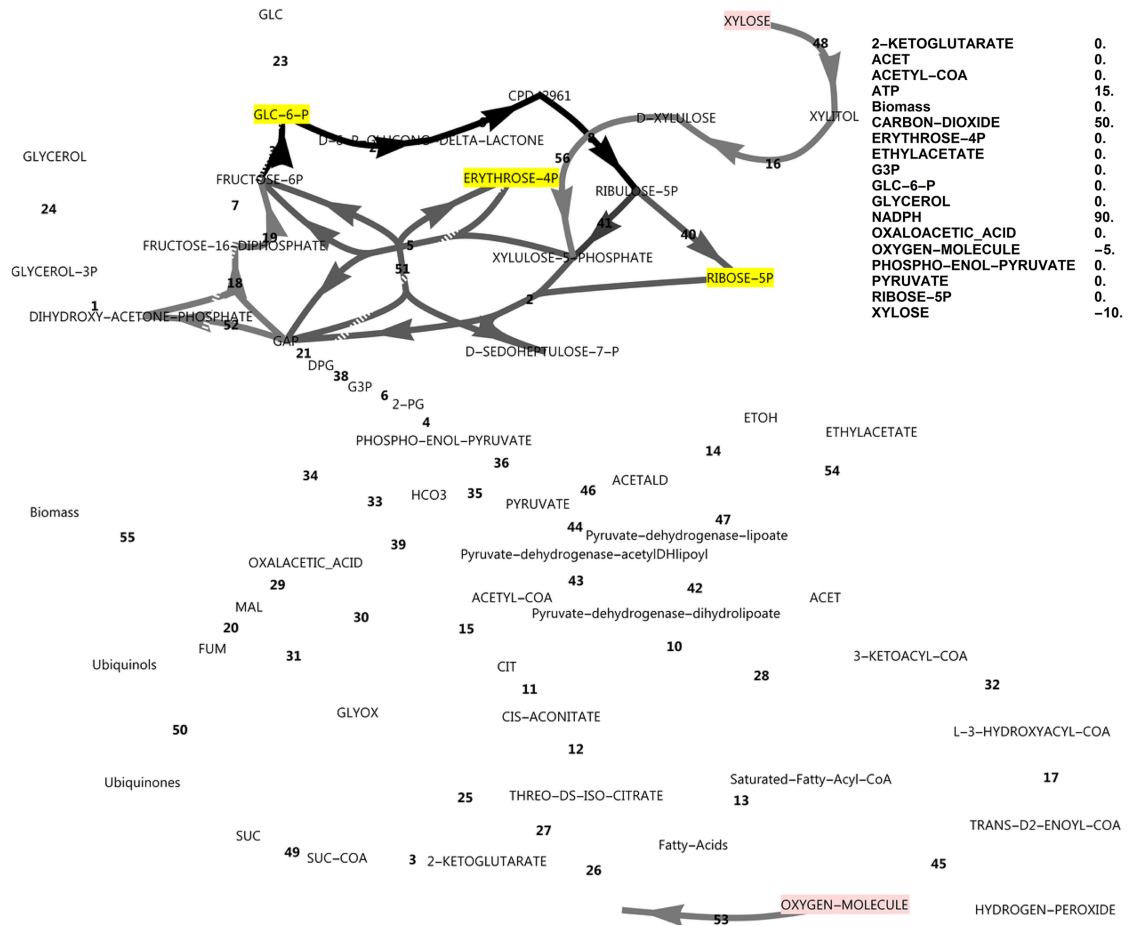 GLC
XYLOSE
48
2-KETOGLUTARATE 0.
ACET 0.
ACETYL-COA 0.
ATP 15.
Biomass 0.
CARBON-DIOXIDE 50.
ERYTHROSE-4P 0.
ETHYLACETATE 0.
G3P 0.
GLC-6-P 0.
GLYCEROL 0.
NADPH 90.
OXALOACETIC_ACID 0.
OXYGEN-MOLECULE -5.
PHOSPHO-ENOL-PYRUVATE 0.
PYRUVATE 0.
RIBOSE-5P 0.
XYLOSE -10.
23
GLC-6-P
D-XYLULOSE
XYLITOL
DELTA-LACTONE
GLYCEROL
56
16
FRUCTOSE-6P
ERYTHROSE-4P
RIBULOSE-5P
24
7
41
40
19
FRUCTOSE-16-DIPHOSPHATE
5
XYLULOSE-5-PHOSPHATE
GLYCEROL-3P
51
RIBOSE-5P
18
1
2
DIHYDROXY-ACETONE-PHOSPHATE
52
GAP
21
D-SEDOHEPTULOSE-7-P
DPG
38
G3P
6
2-PG
4
ETOH
ETHYLACETATE
PHOSPHO-ENOL-PYRUVATE
14
36
54
34
ACETALD
46
33
HCO3
35
PYRUVATE
Biomass
47
44
Pyruvate-dehydrogenase-lipoate
55
39
Pyruvate-dehydrogenase-acetylDHlipoyl
OXALACETIC_ACID
29
43
42
ACETYL-COA
ACET
MAL
30
Pyruvate-dehydrogenase-dihydrolipoate
20
15
FUM
31
10
Ubiquinols
CIT
3-KETOACYL-COA
28
32
11
GLYOX
CIS-ACONITATE
50
L-3-HYDROXYACYL-COA
12
Ubiquinones
Saturated-Fatty-Acyl-CoA
17
25
THREO-DS-ISO-CITRATE
13
27
TRANS-D2-ENOYL-COA
SUC
Fatty-Acids
49
SUC-COA
3
2-KETOGLUTARATE
45
26
OXYGEN-MOLECULE
53
HYDROGEN-PEROXIDE